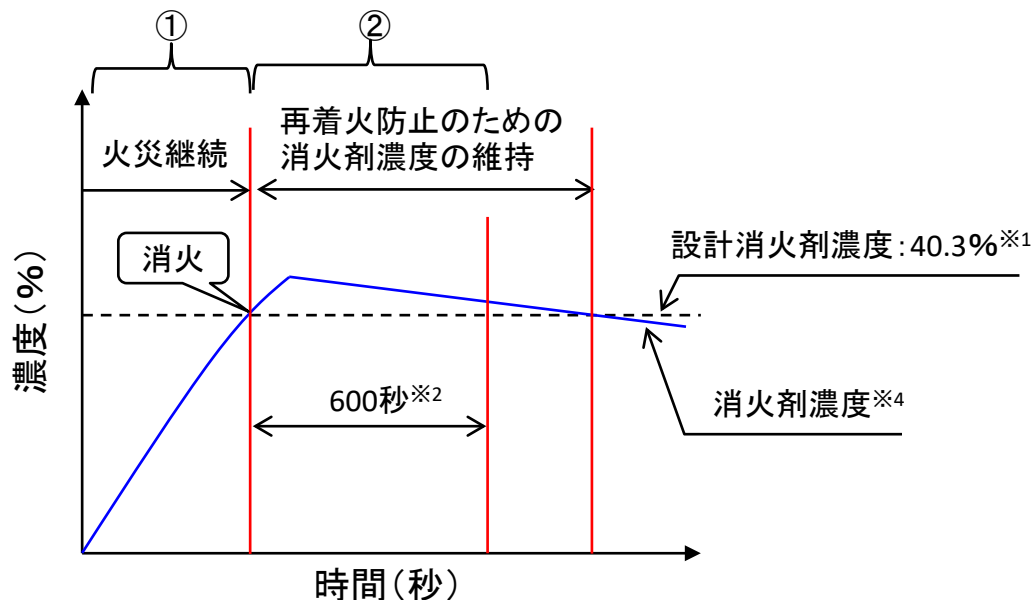 ①
②
火災継続
再着火防止のための
消火剤濃度の維持
消火
設計消火剤濃度：40.3%※1
600秒※2
消火剤濃度※4
濃度（%）
時間（秒）